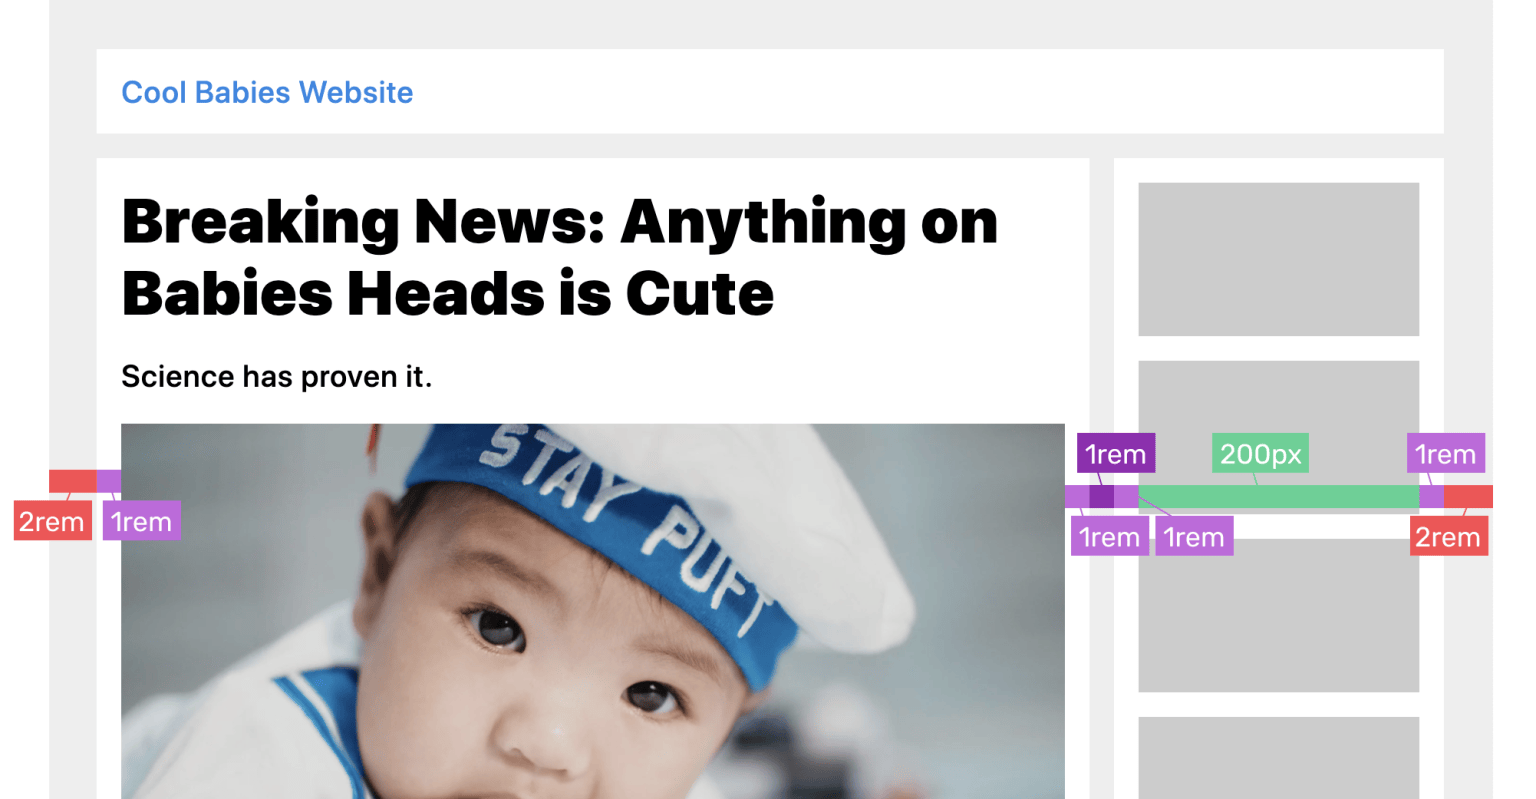 Cool Babies Website
Breaking News: Anything on
Babies Heads is Cute
Science has proven it.
STAY PUFT
1rem
200px
1rem
2rem
1rem
1rem
1rem
2rem